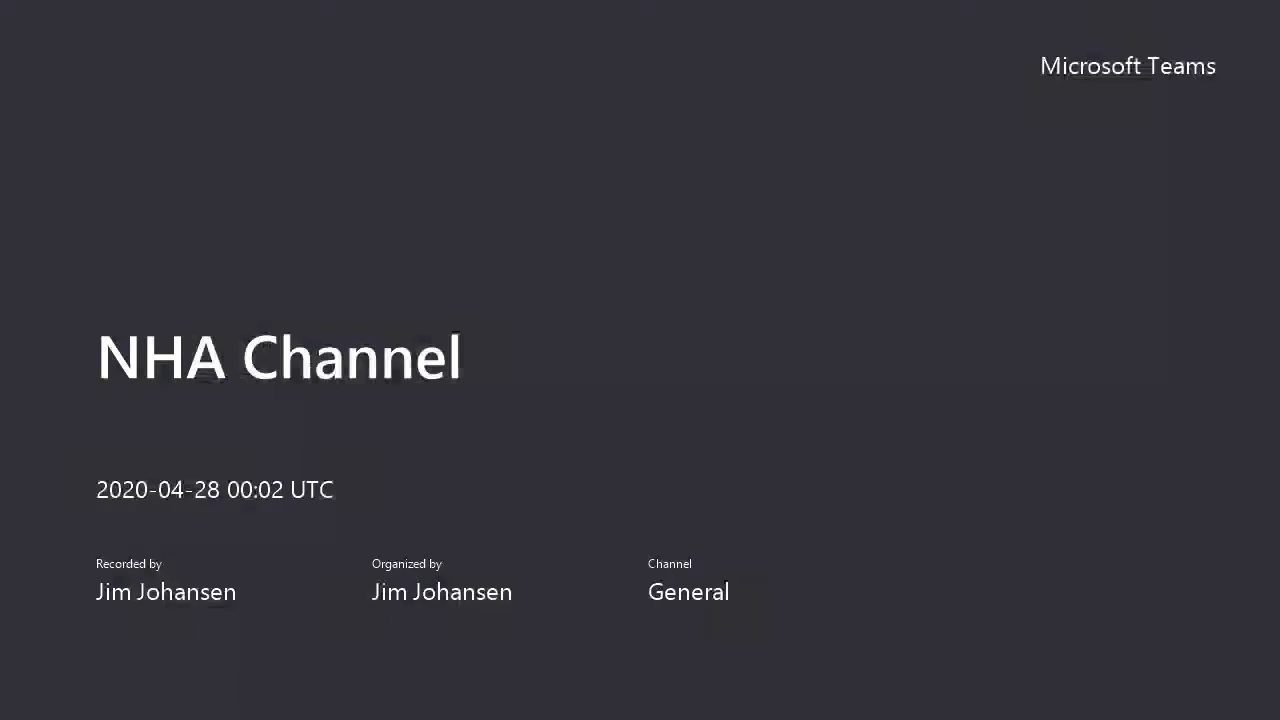 Microsoft Teams
NHA Channel
2020-04-28 00:02 UTC
Recorded by
Jim Johansen
Organized by
Jim Johansen
Channel
General